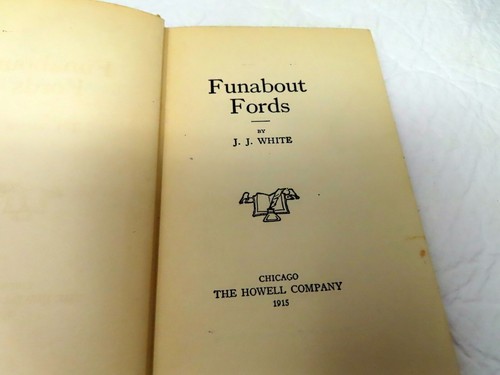 Funabout
Fords
BY
J. J. WHITE
CHICAGO
THE HOWELL COMPANY
1915